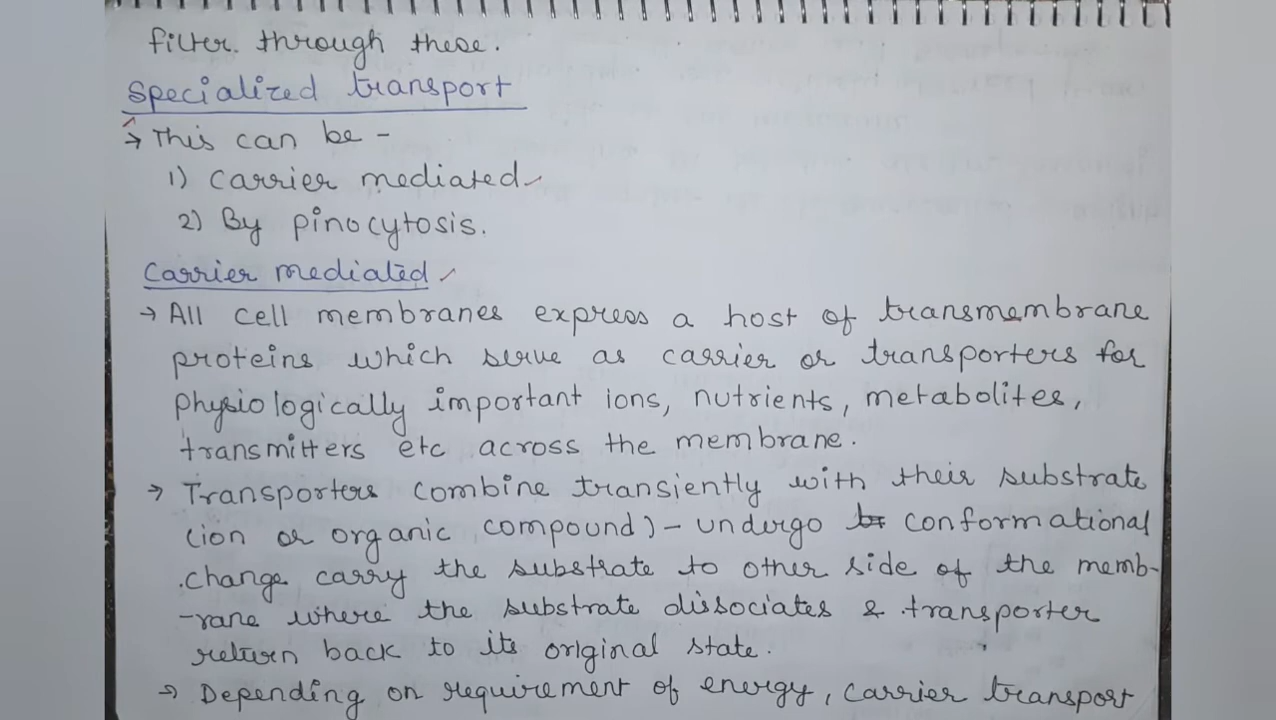 filter through these.
Specialized transport
→ This can be -
1) Carrier mediated
2) By pinocytosis.
Carrier mediated
→ All cell membranes express a host of transmembrane
proteins which serve as carrier or transporters for
physiologically important ions, nutrients, metabolites,
transmitters etc across the membrane.
→ Transporters combine transiently with their substrate
(ion or organic compound) - undergo conformational
change carry the substrate to other side of the memb-
-rane where the substrate dissociates & transporter
return back to its original state.
→ Depending on requirement of energy, carrier transport